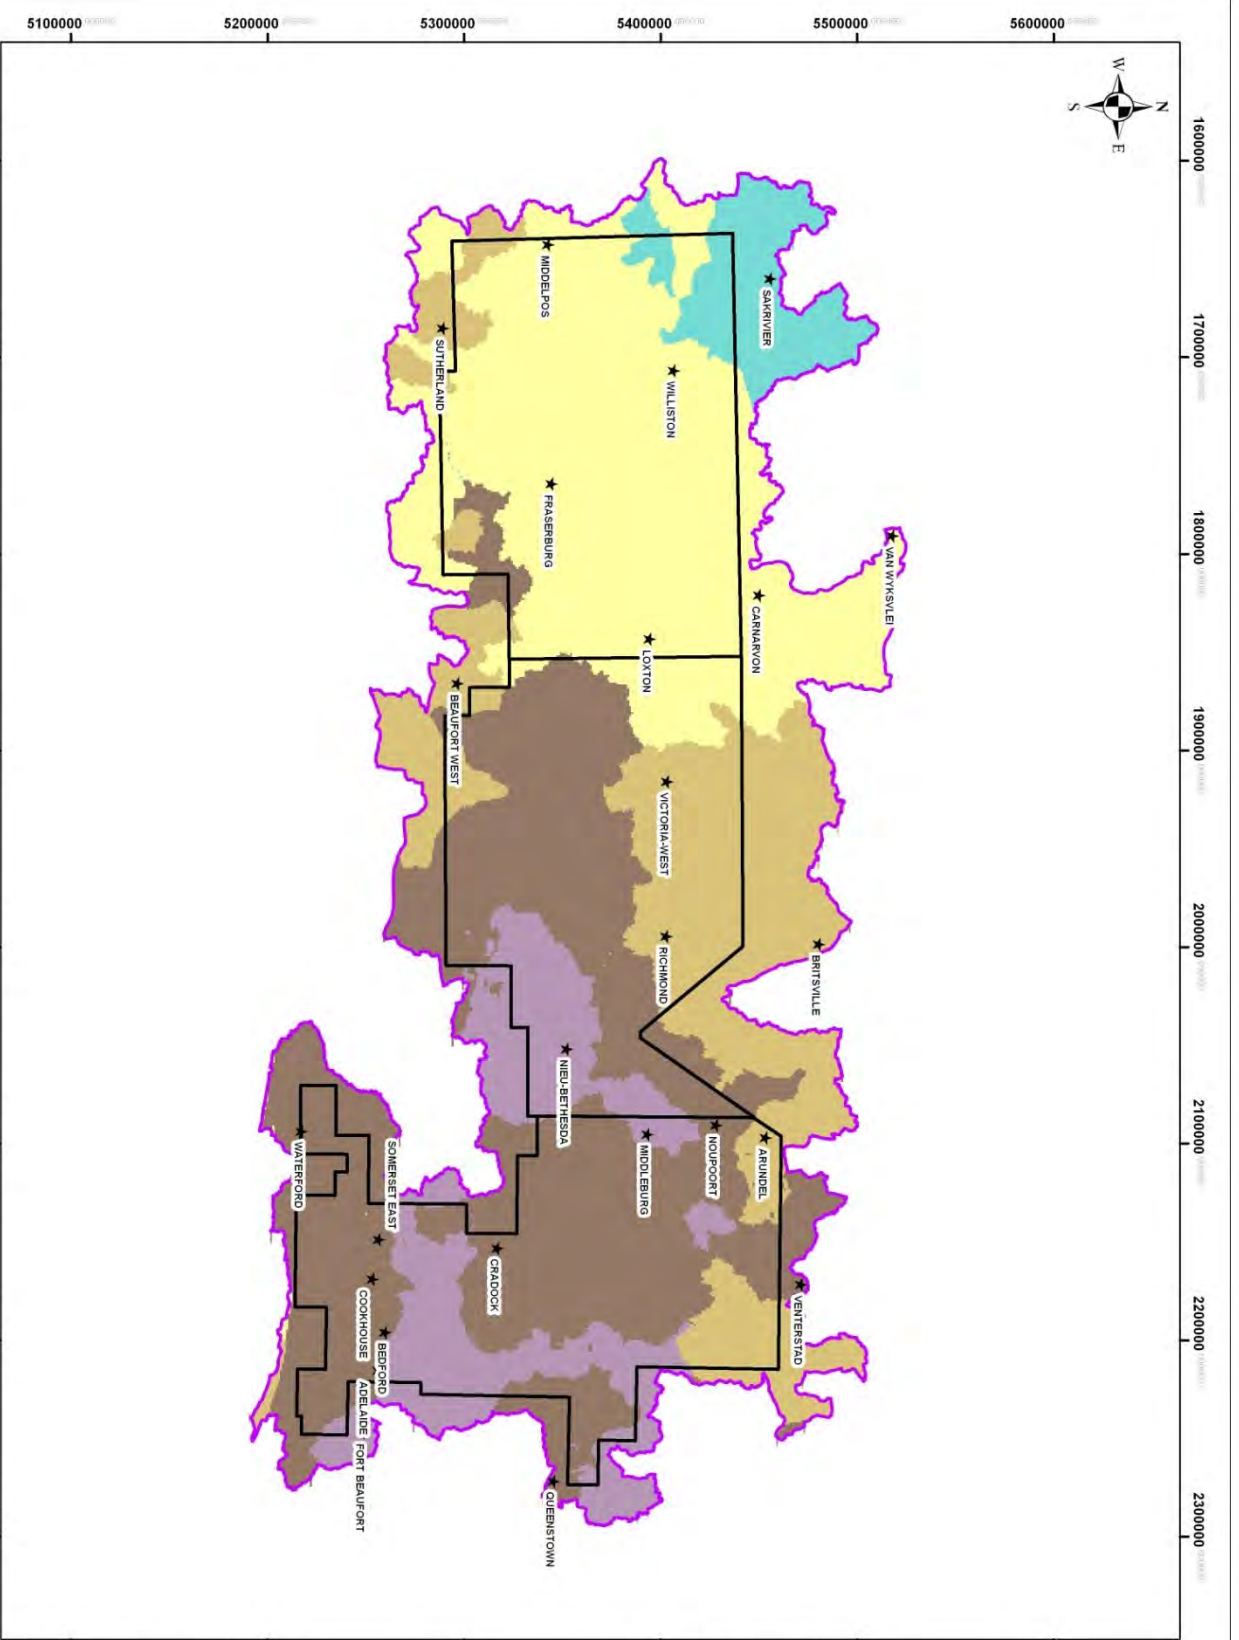 5100000
5200000
5300000
5400000
5500000
5600000
N
W
E
S
1600000
1700000
1800000
1900000
2000000
2100000
2200000
2300000
SAKRIVIER
MIDDELPOS
SUTHERLAND
WILLISTON
FRASERBURG
VAN WYKSVLEI
CARNARVON
LOXTON
BEAUFORT WEST
VICTORIA-WEST
RICHMOND
BRITSVILLE
NIEU-BETHESDA
NOUPOORT
ARUNDEL
MIDDLEBURG
WATERFORD
SOMERSET EAST
CRADOCK
VENTERSTAD
COOKHOUSE
BEDFORD
ADELAIDE
FORT BEAUFORT
QUEENSTOWN